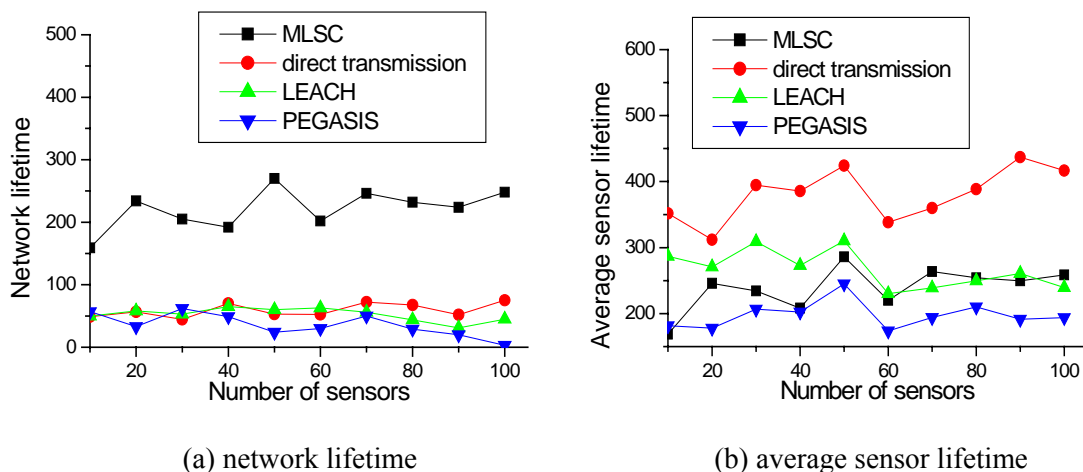 500
400
300
200
100
0
Network lifetime
MLSC
direct transmission
LEACH
PEGASIS
20 40 60 80 100
Number of sensors
(a) network lifetime
600
500
400
300
200
Average sensor lifetime
MLSC
direct transmission
LEACH
PEGASIS
20 40 60 80 100
Number of sensors
(b) average sensor lifetime